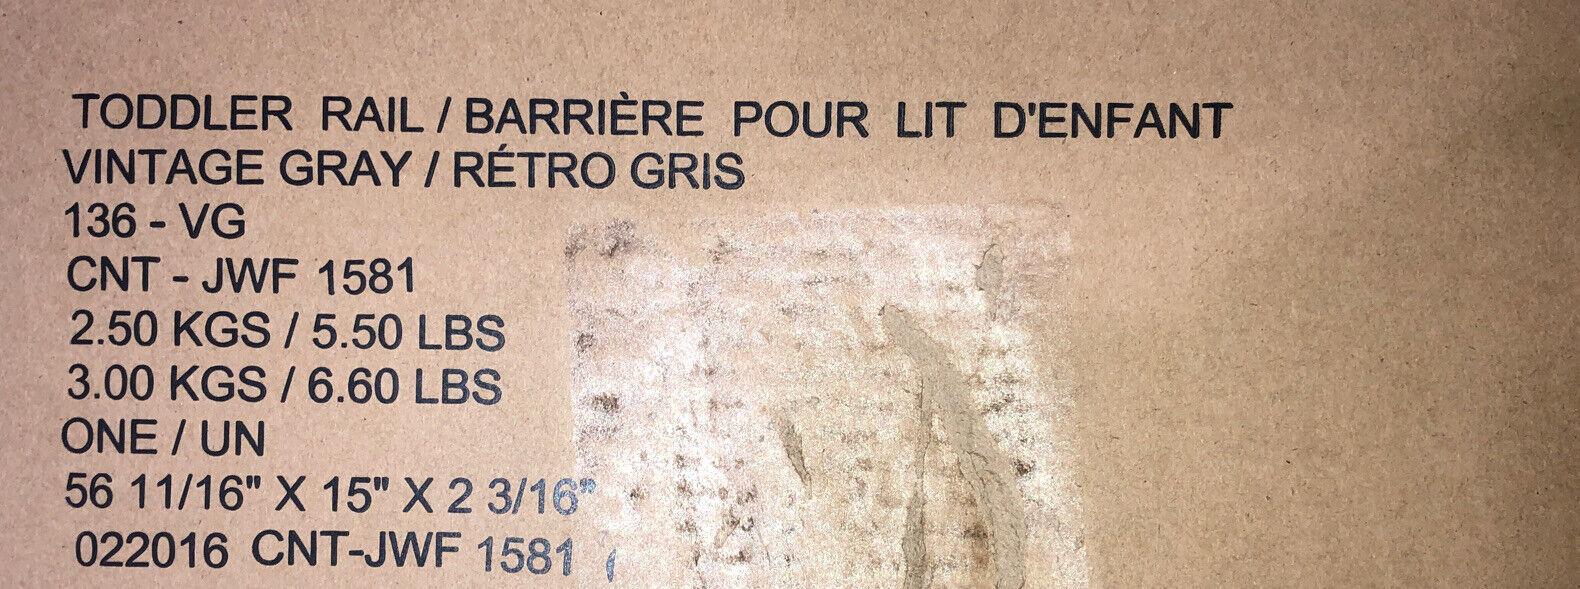 TODDLER RAIL / BARRIÈRE POUR LIT D'ENFANT
VINTAGE GRAY / RÉTRO GRIS
136 - VG
CNT - JWF 1581
2.50 KGS / 5.50 LBS
3.00 KGS / 6.60 LBS
ONE / UN
56 11/16" X 15" X 2 3/16"
022016 CNT-JWF 1581